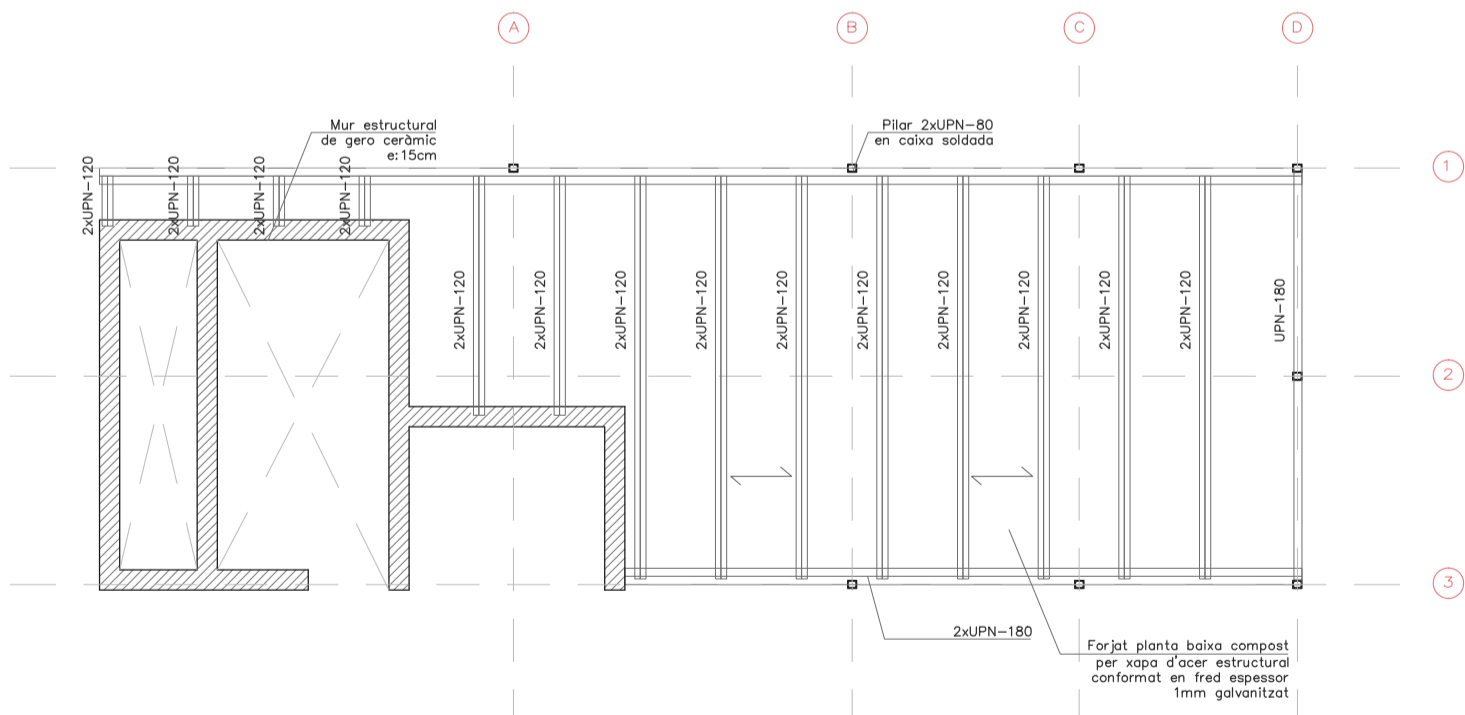 A
B
C
D
Mur estructural
de gero ceràmic
e:15cm
Pilar 2xUPN-80
en caixa soldada
1
2xUPN-120
2xUPN-120
2xUPN-120
2xUPN-120
2xUPN-120
2xUPN-120
2xUPN-120
2xUPN-120
2xUPN-120
2xUPN-120
2xUPN-120
2xUPN-120
2xUPN-120
2xUPN-120
UPN-180
2
3
2xUPN-180
Forjat planta baixa compost
per xapa d'acer estructural
conformat en fred espessor
1mm galvanitzat